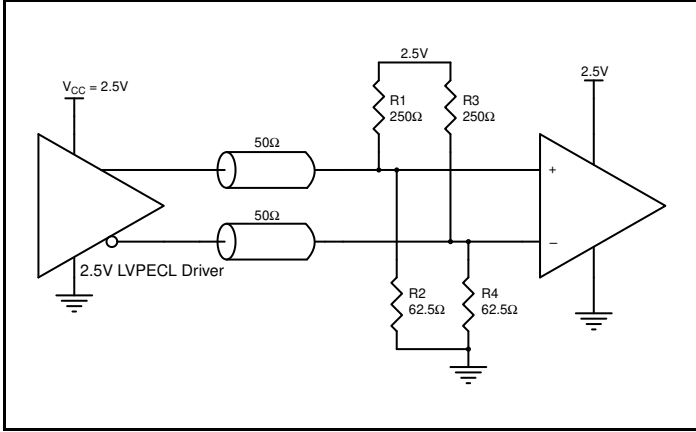 2.5V
V_CC = 2.5V
2.5V
R1
250Ω
R3
250Ω
50Ω
+
50Ω
–
2.5V LVPECL Driver
R2
62.5Ω
R4
62.5Ω